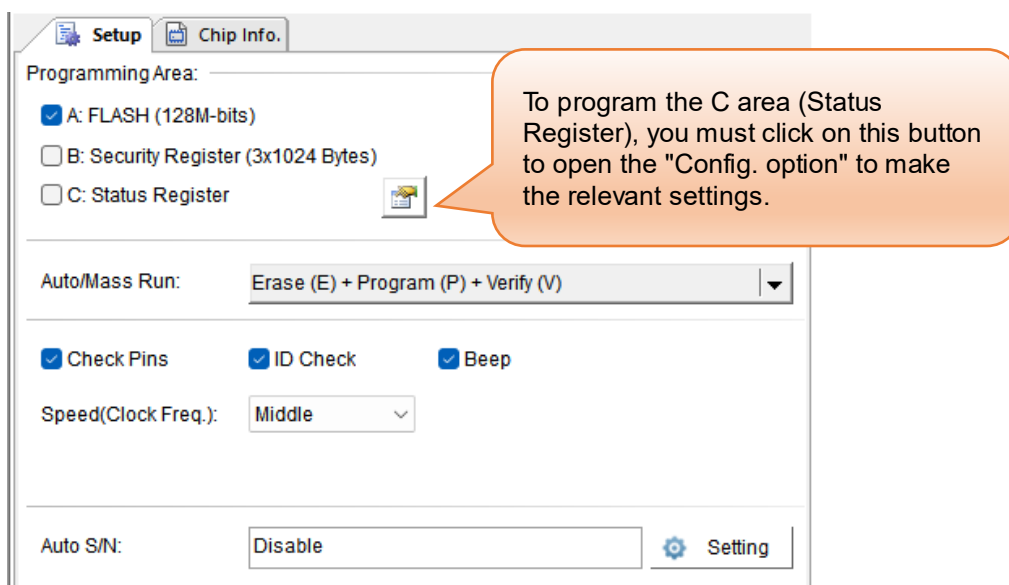 Setup
Chip Info.
Programming Area:
A: FLASH (128M-bits)
B: Security Register (3x1024 Bytes)
C: Status Register
To program the C area (Status
Register), you must click on this button
to open the "Config. option" to make
the relevant settings.
Auto/Mass Run:
Erase (E) + Program (P) + Verify (V)
Check Pins
ID Check
Beep
Speed(Clock Freq.):
Middle
Auto S/N:
Disable
Setting